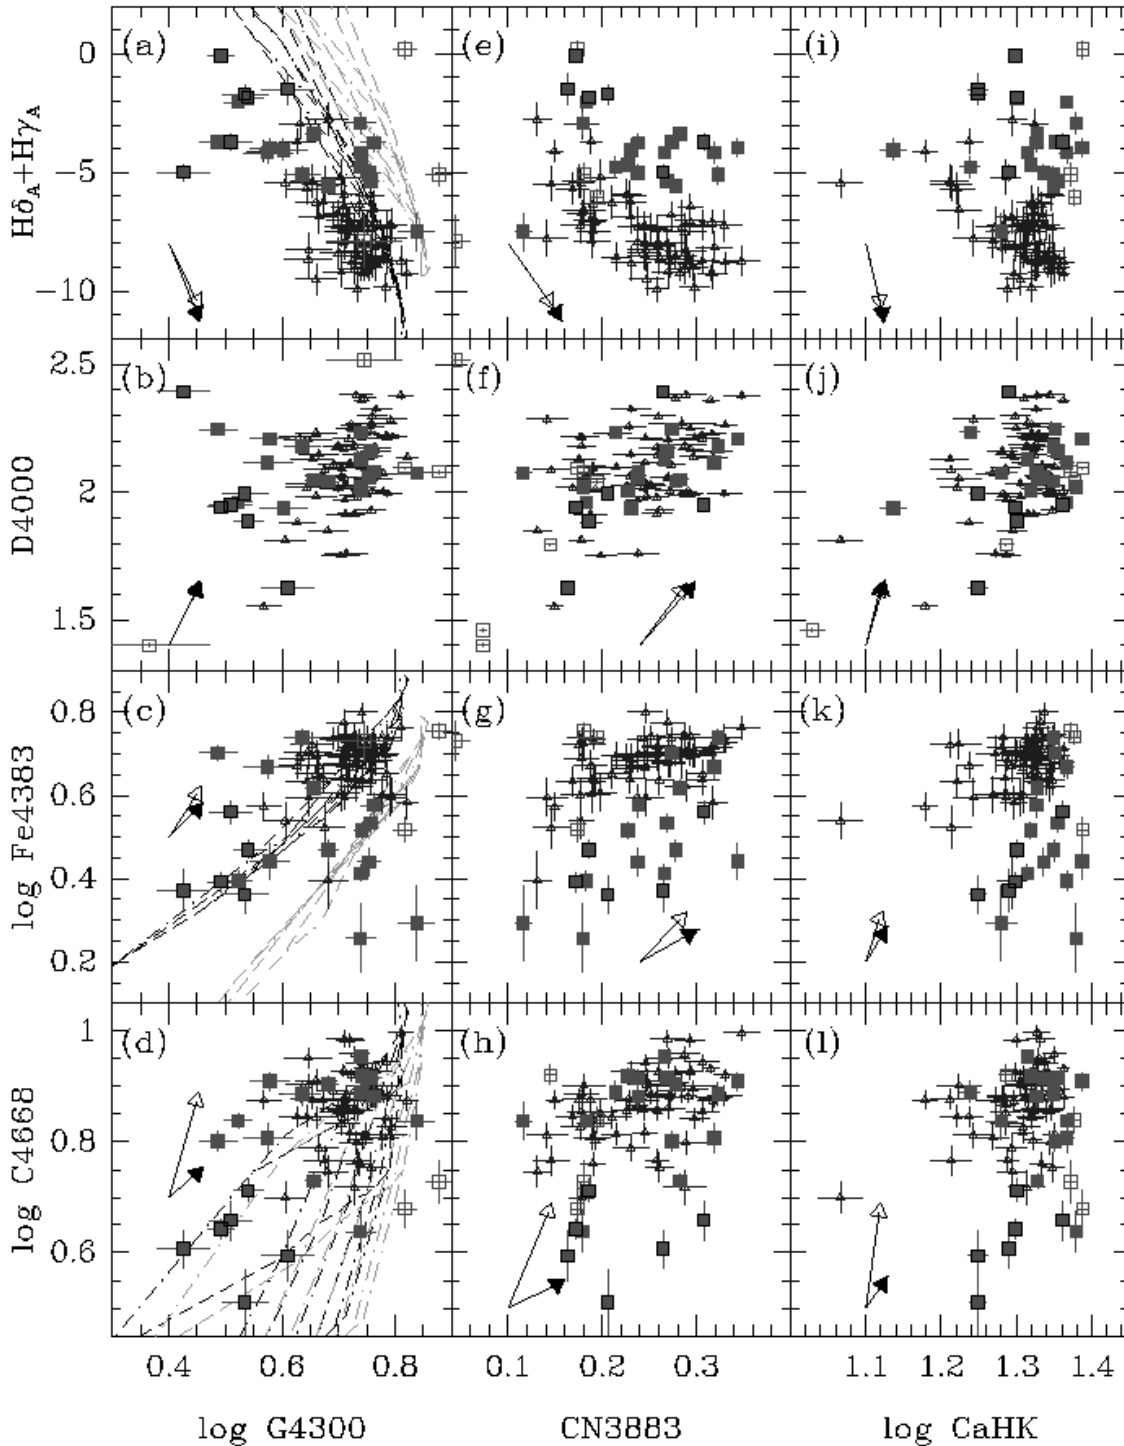 (a) (e) (i)
0
−5
−10
Hδ_A+Hγ_A
(b) (f) (j)
2.5
2
1.5
D4000
(c) (g) (k)
0.8
0.6
0.4
0.2
log Fe4383
(d) (h) (l)
1
0.8
0.6
log C4668
0.4 0.6 0.8 0.1 0.2 0.3 1.1 1.2 1.3 1.4
log G4300 CN3883 log CaHK